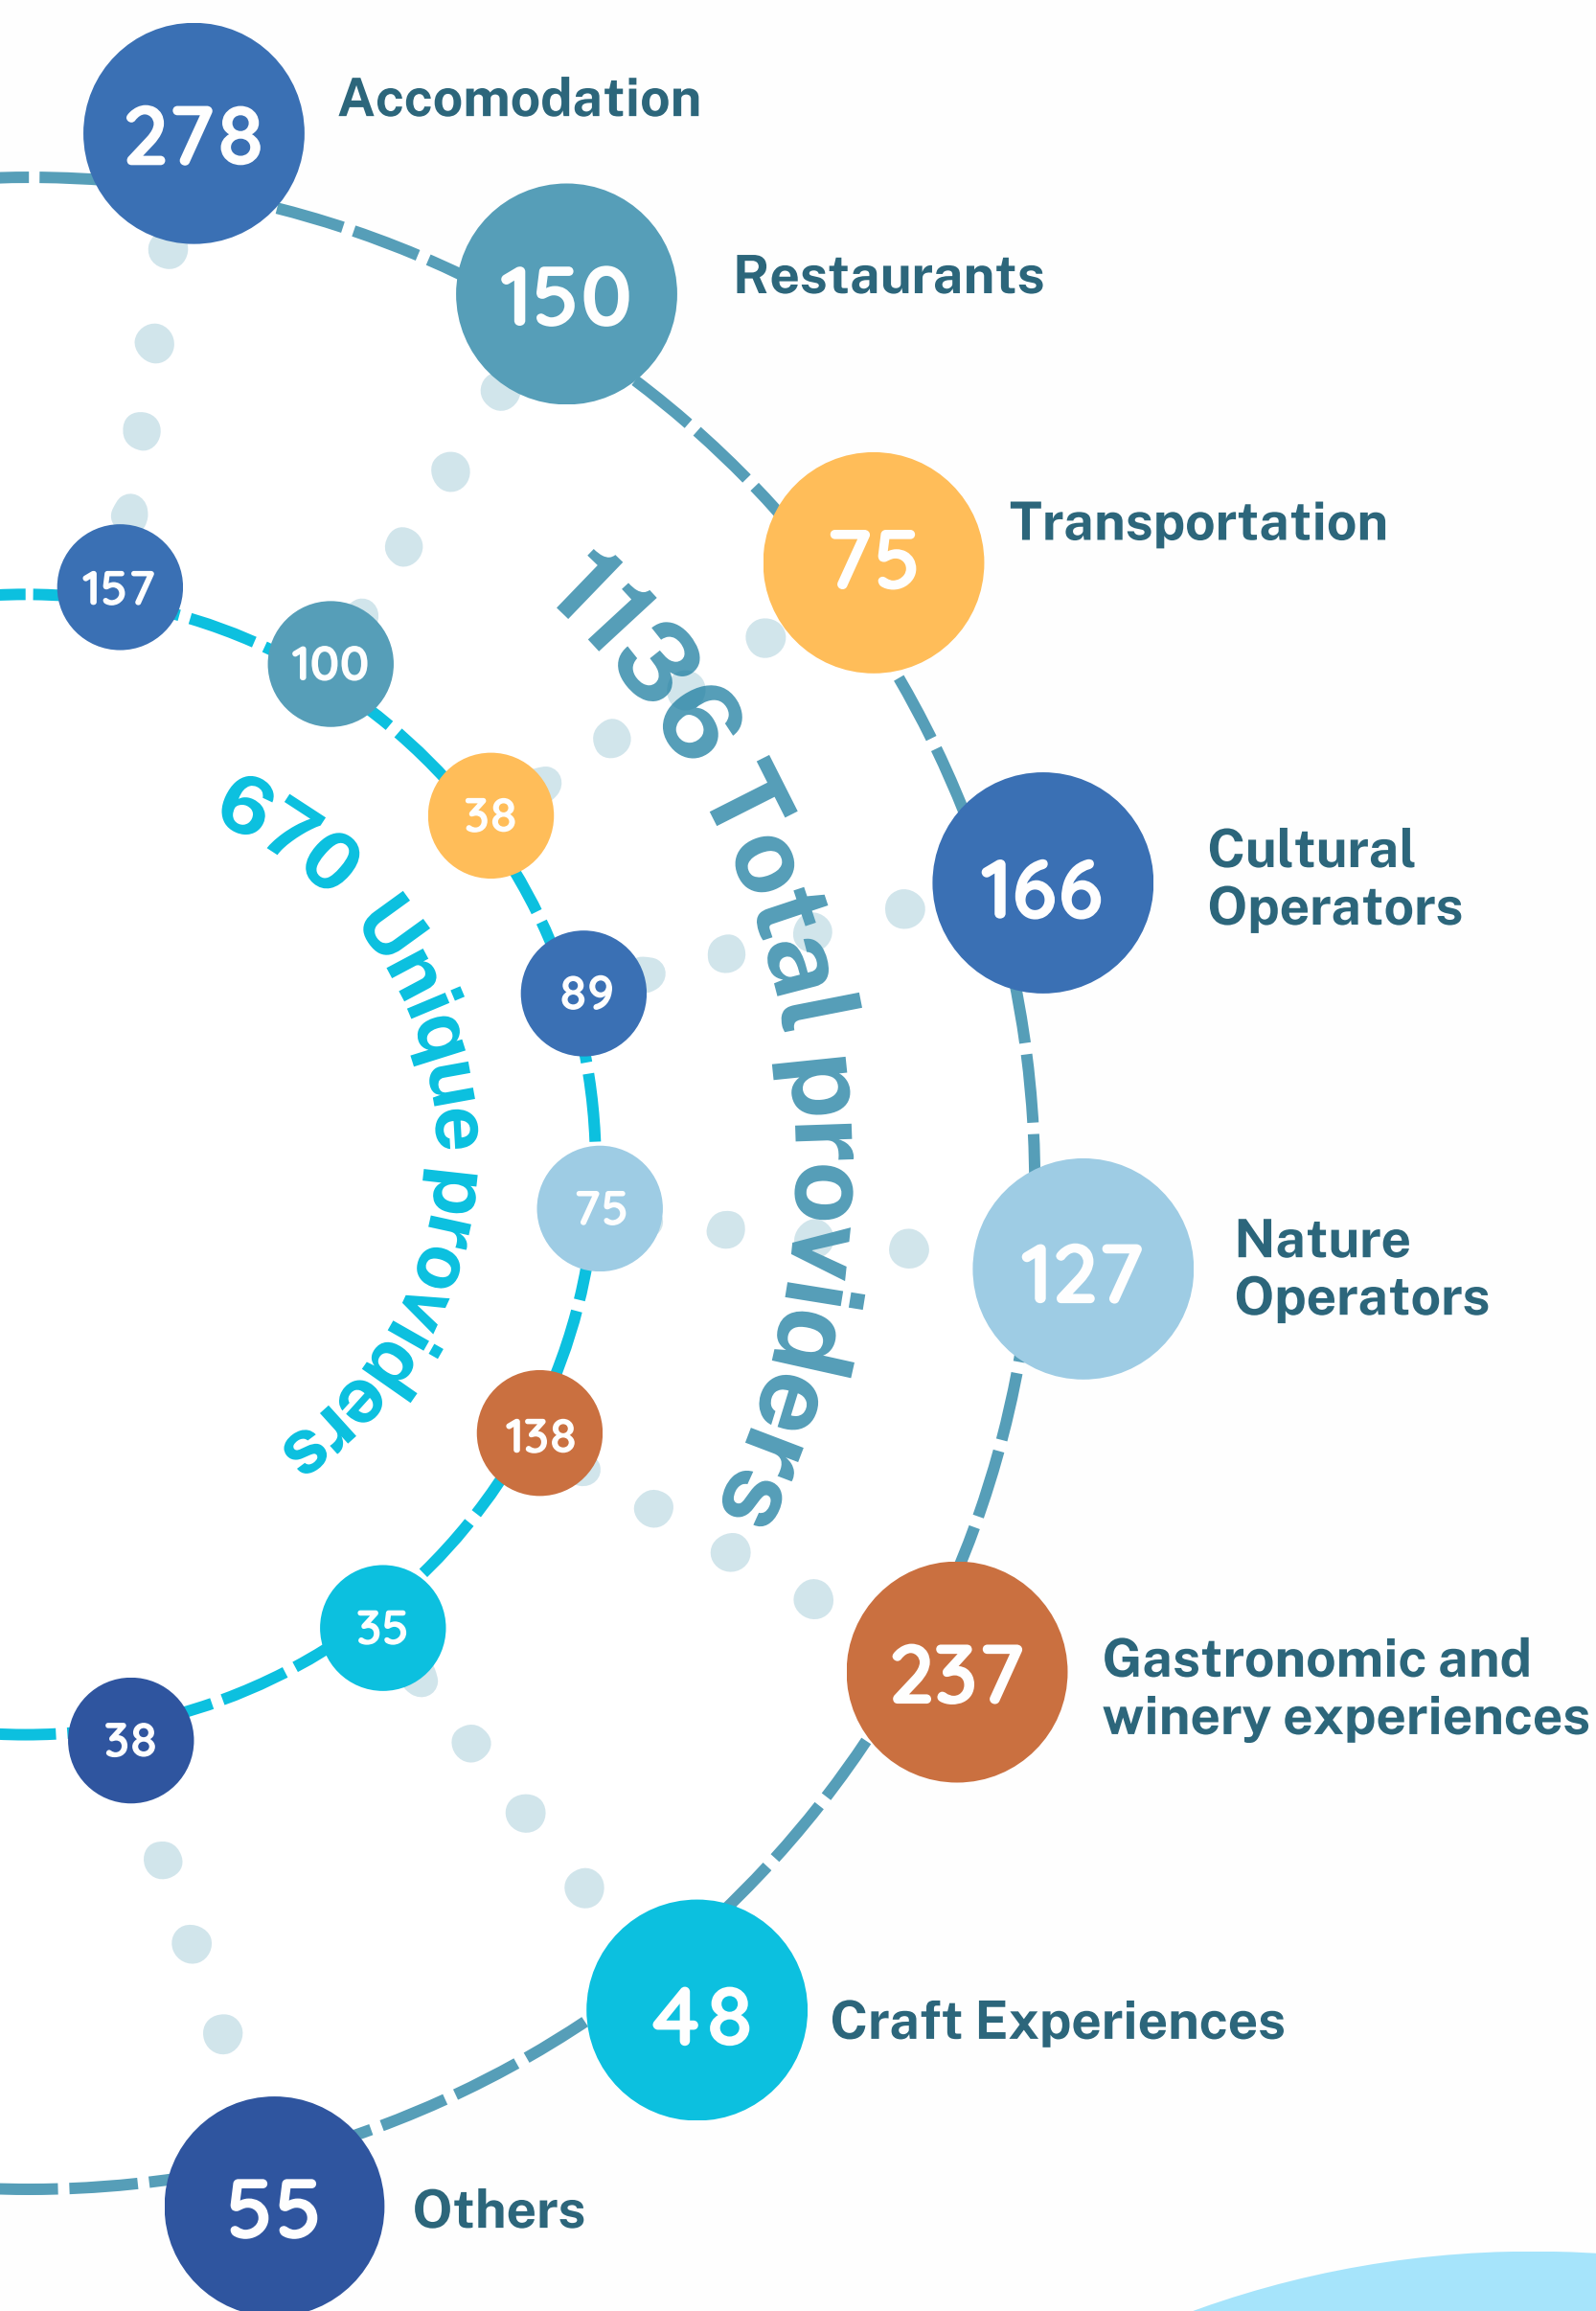 278
Accomodation
150
Restaurants
75
Transportation
166
Cultural
Operators
127
Nature
Operators
237
Gastronomic and
winery experiences
48
Craft Experiences
55
Others
1136 Total providers
157
100
38
89
75
138
35
38
670 Unique providers